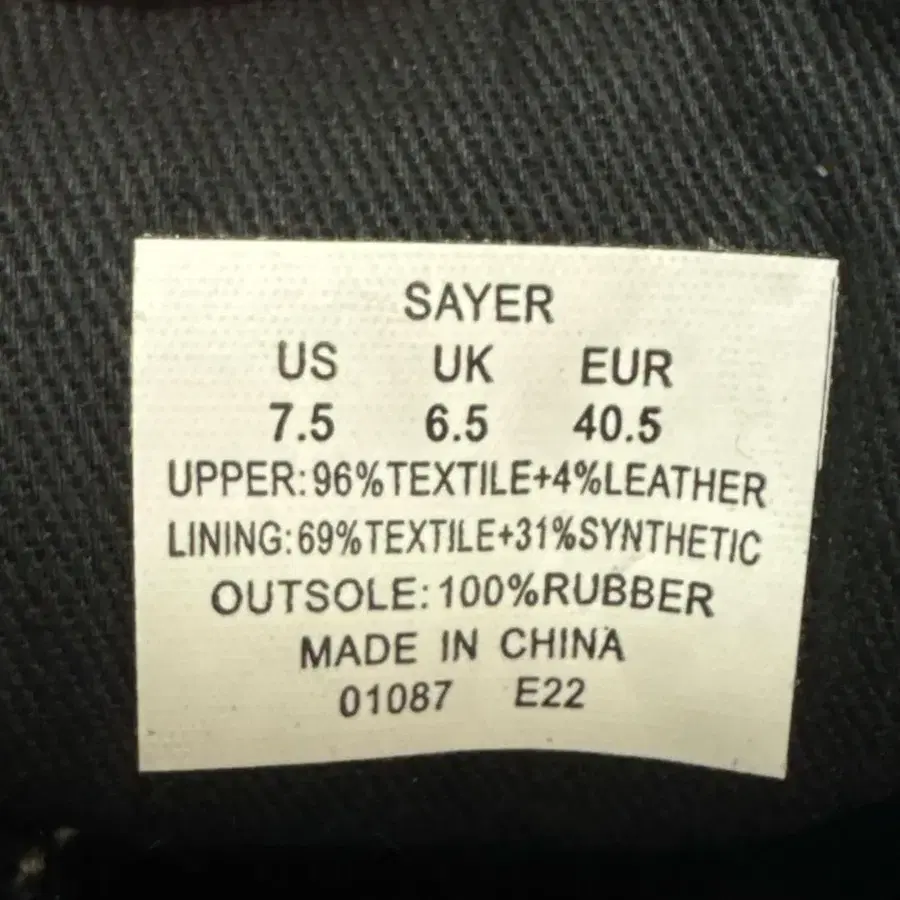 SAYER
US UK EUR
7.5 6.5 40.5
UPPER:96%TEXTILE+4%LEATHER
LINING:69%TEXTILE+31%SYNTHETIC
OUTSOLE:100%RUBBER
MADE IN CHINA
01087 E22